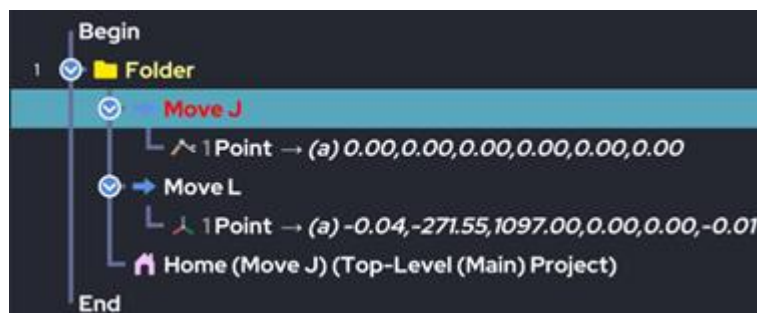 Begin
1 Folder
Move J
1 Point → (a) 0.00,0.00,0.00,0.00,0.00,0.00
Move L
1 Point → (a) -0.04,-271.55,1097.00,0.00,0.00,-0.01
Home (Move J) (Top-Level (Main) Project)
End